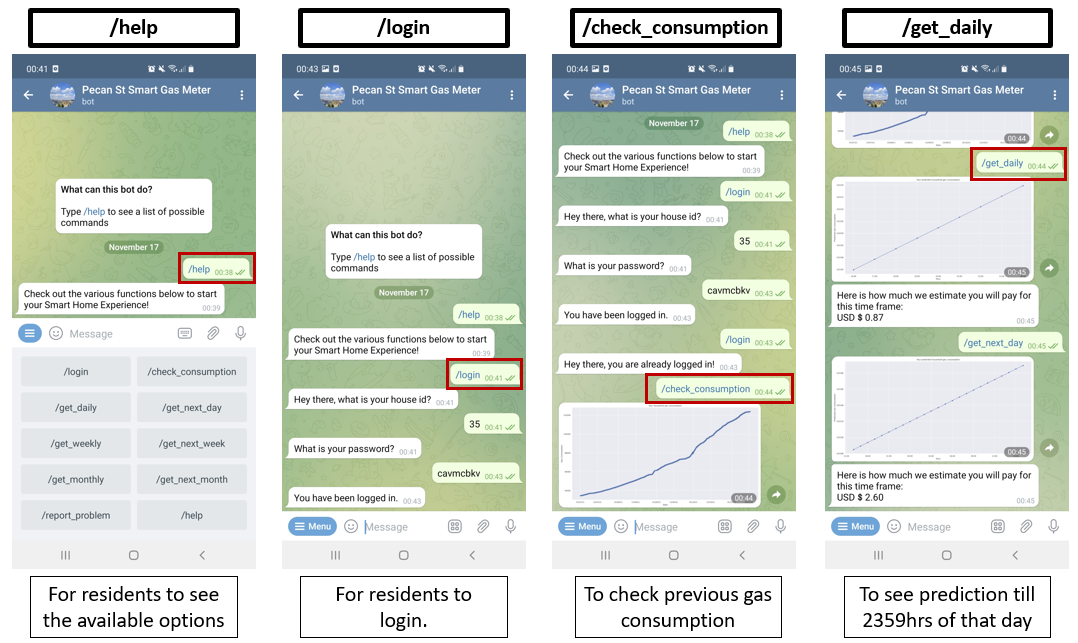 /help
00:41
Pecan St Smart Gas Meter
bot
What can this bot do?
Type /help to see a list of possible
commands
November 17
/help 00:38
Check out the various functions below to start
your Smart Home Experience!
00:39
Message
/login
/check_consumption
/get_daily
/get_next_day
/get_weekly
/get_next_week
/get_monthly
/get_next_month
/report_problem
/help
For residents to see
the available options
/login
00:43
Pecan St Smart Gas Meter
bot
What can this bot do?
Type /help to see a list of possible
commands
November 17
/help 00:38
Check out the various functions below to start
your Smart Home Experience!
00:39
/login 00:41
Hey there, what is your house id? 00:41
35 00:41
What is your password? 00:41
cavmcbkv 00:43
You have been logged in. 00:43
Menu
Message
For residents to
login.
/check_consumption
00:44
Pecan St Smart Gas Meter
bot
November 17
/help 00:38
Check out the various functions below to start
your Smart Home Experience!
00:39
/login 00:41
Hey there, what is your house id? 00:41
35 00:41
What is your password? 00:41
cavmcbkv 00:43
You have been logged in. 00:43
/login 00:43
Hey there, you are already logged in! 00:43
/check_consumption 00:44
00:44
Menu
Message
To check previous gas
consumption
/get_daily
00:45
Pecan St Smart Gas Meter
bot
00:44
/get_daily 00:44
00:45
Here is how much we estimate you will pay for
this time frame:
USD $ 0.87
00:45
/get_next_day 00:45
00:45
Here is how much we estimate you will pay for
this time frame:
USD $ 2.60
00:45
Menu
Message
To see prediction till
2359hrs of that day